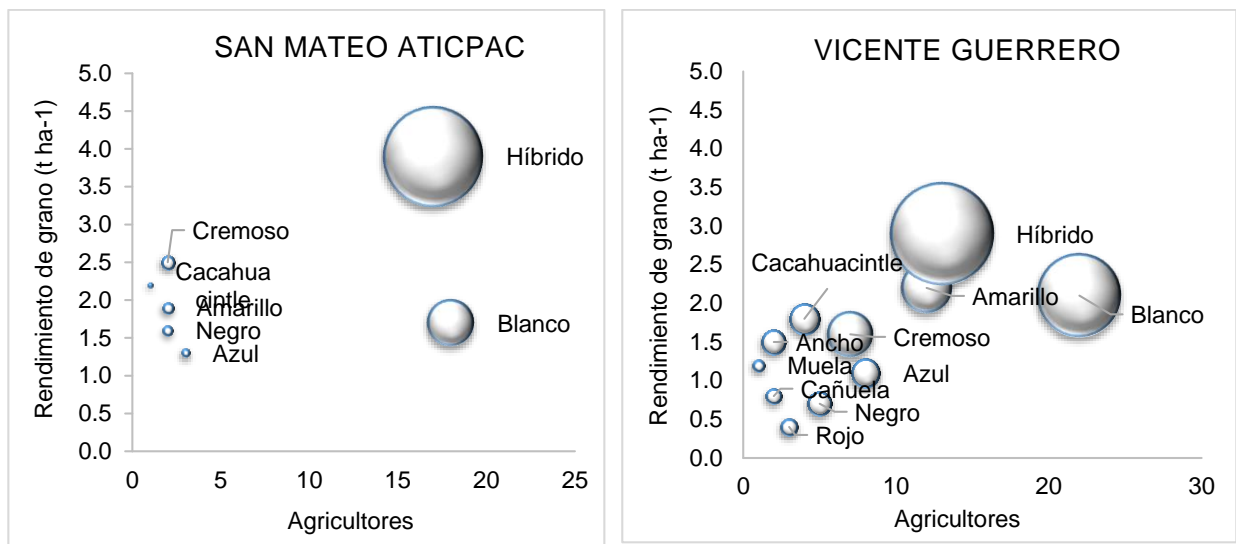 SAN MATEO ATICPAC
Rendimiento de grano (t ha-1)
5.0
4.5
4.0
3.5
3.0
2.5
2.0
1.5
1.0
0.5
0.0
Híbrido
Cremoso
Cacahua
cintle
Amarillo
Negro
Azul
Blanco
0 5 10 15 20 25
Agricultores
VICENTE GUERRERO
Rendimiento de grano (t ha-1)
5.0
4.5
4.0
3.5
3.0
2.5
2.0
1.5
1.0
0.5
0.0
Híbrido
Cacahuacintle
Amarillo
Blanco
Ancho
Cremoso
Muela
Azul
Cañuela
Negro
Rojo
0 10 20 30
Agricultores